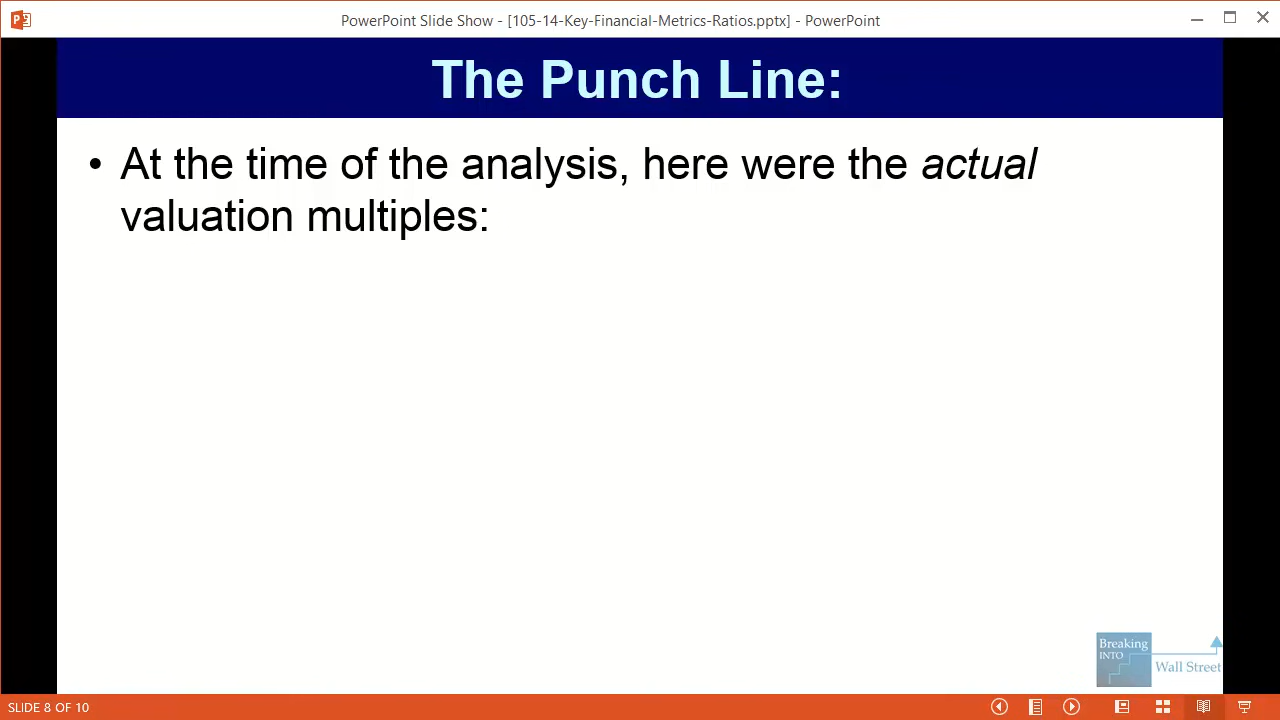 PowerPoint Slide Show - [105-14-Key-Financial-Metrics-Ratios.pptx] - PowerPoint
The Punch Line:
• At the time of the analysis, here were the actual
valuation multiples:
Breaking
INTO
Wall Street
SLIDE 8 OF 10